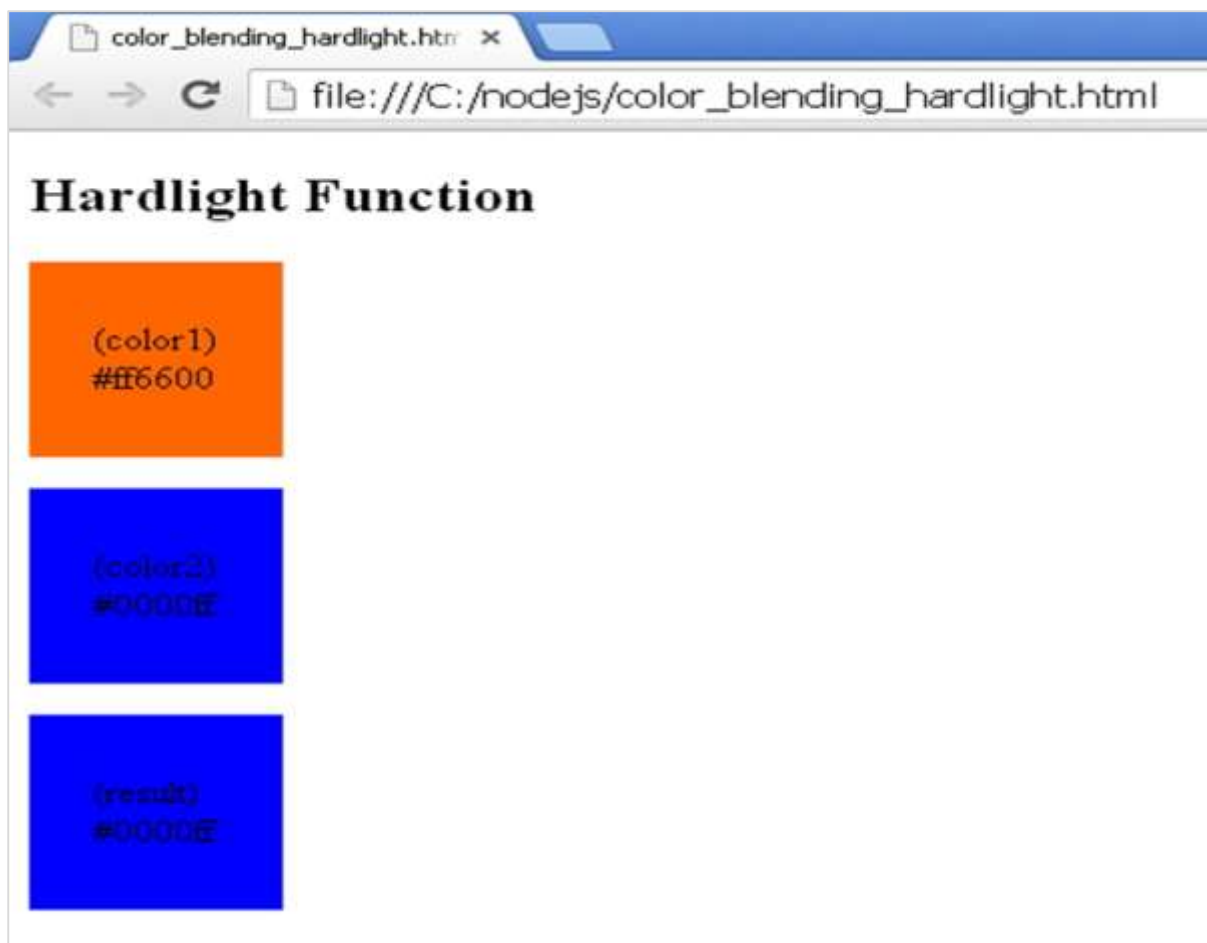 color_blending_hardlight.htm
file:///C:/nodejs/color_blending_hardlight.html
Hardlight Function
(color1)
#ff6600
(color2)
#0000ff
(result)
#0000ff